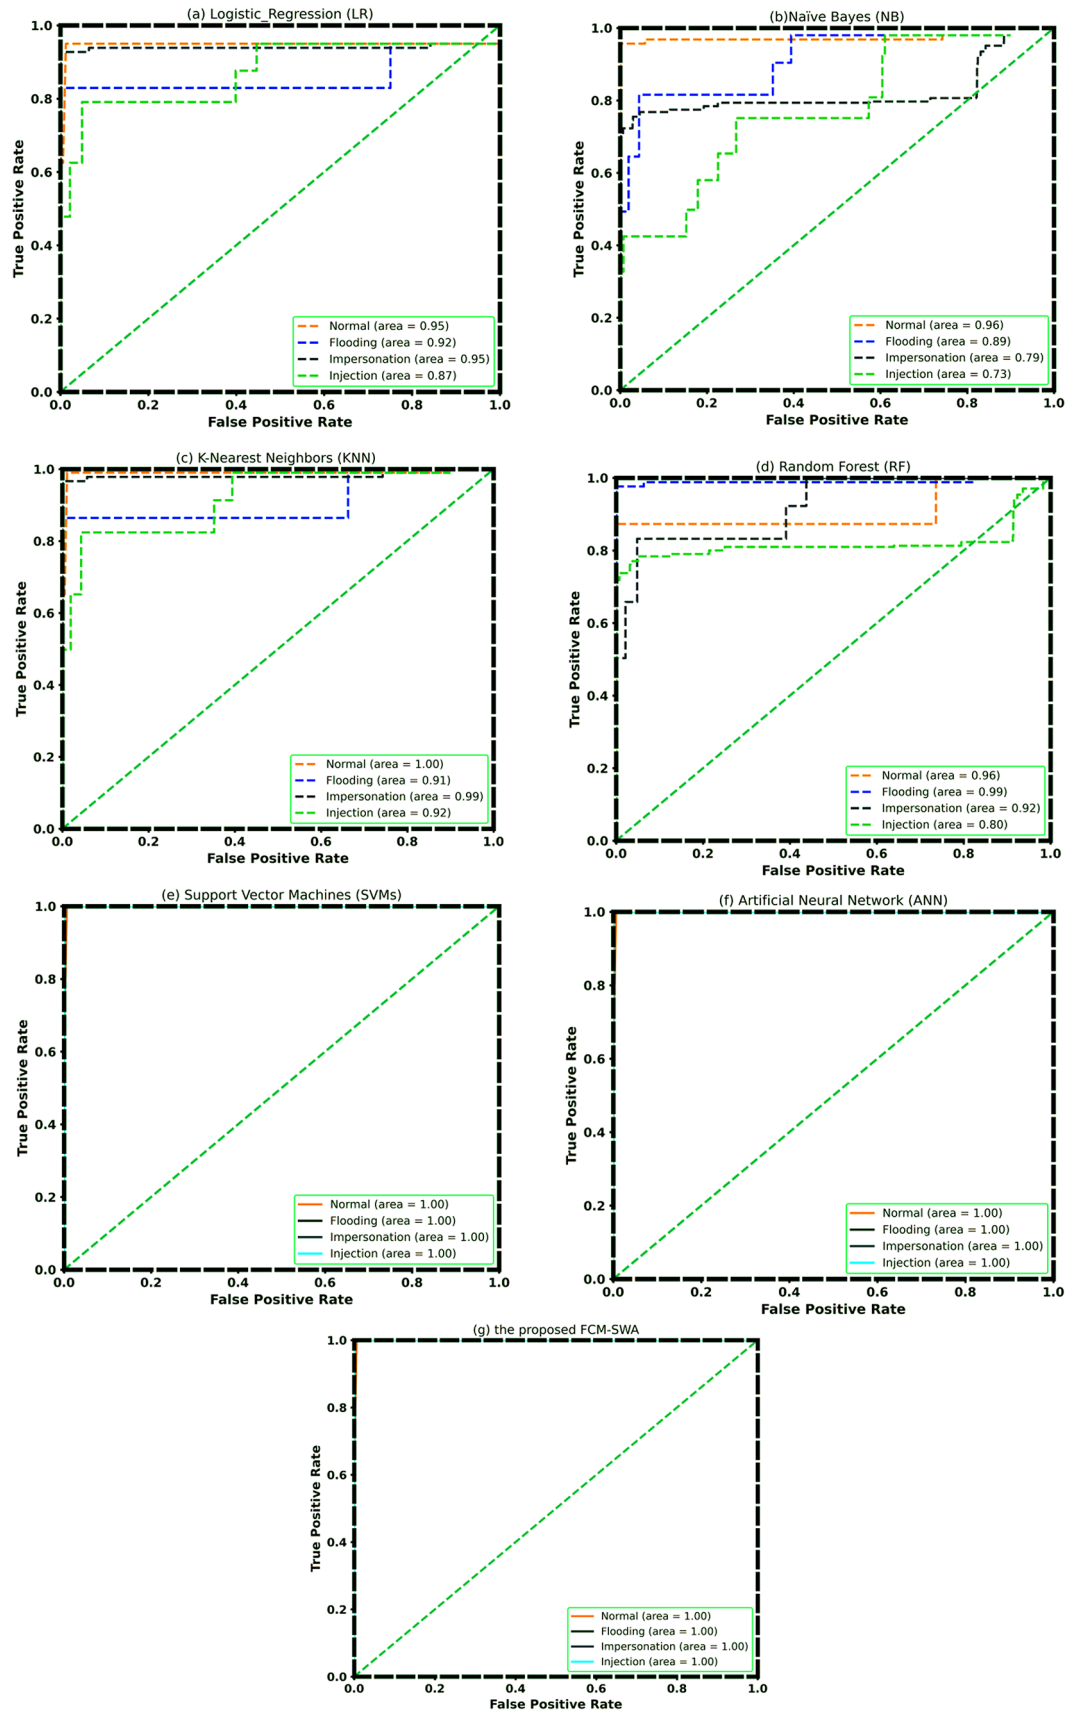 (a) Logistic_Regression (LR)
1.0
0.8
0.6
0.4
0.2
0.0
True Positive Rate
0.0 0.2 0.4 0.6 0.8 1.0
False Positive Rate
Normal (area = 0.95)
Flooding (area = 0.92)
Impersonation (area = 0.95)
Injection (area = 0.87)
(b)Naïve Bayes (NB)
1.0
0.8
0.6
0.4
0.2
0.0
True Positive Rate
0.0 0.2 0.4 0.6 0.8 1.0
False Positive Rate
Normal (area = 0.96)
Flooding (area = 0.89)
Impersonation (area = 0.79)
Injection (area = 0.73)
(c) K-Nearest Neighbors (KNN)
1.0
0.8
0.6
0.4
0.2
0.0
True Positive Rate
0.0 0.2 0.4 0.6 0.8 1.0
False Positive Rate
Normal (area = 1.00)
Flooding (area = 0.91)
Impersonation (area = 0.99)
Injection (area = 0.92)
(d) Random Forest (RF)
1.0
0.8
0.6
0.4
0.2
0.0
True Positive Rate
0.0 0.2 0.4 0.6 0.8 1.0
False Positive Rate
Normal (area = 0.96)
Flooding (area = 0.99)
Impersonation (area = 0.92)
Injection (area = 0.80)
(e) Support Vector Machines (SVMs)
1.0
0.8
0.6
0.4
0.2
0.0
True Positive Rate
0.0 0.2 0.4 0.6 0.8 1.0
False Positive Rate
Normal (area = 1.00)
Flooding (area = 1.00)
Impersonation (area = 1.00)
Injection (area = 1.00)
(f) Artificial Neural Network (ANN)
1.0
0.8
0.6
0.4
0.2
0.0
True Positive Rate
0.0 0.2 0.4 0.6 0.8 1.0
False Positive Rate
Normal (area = 1.00)
Flooding (area = 1.00)
Impersonation (area = 1.00)
Injection (area = 1.00)
(g) the proposed FCM-SWA
1.0
0.8
0.6
0.4
0.2
0.0
True Positive Rate
0.0 0.2 0.4 0.6 0.8 1.0
False Positive Rate
Normal (area = 1.00)
Flooding (area = 1.00)
Impersonation (area = 1.00)
Injection (area = 1.00)